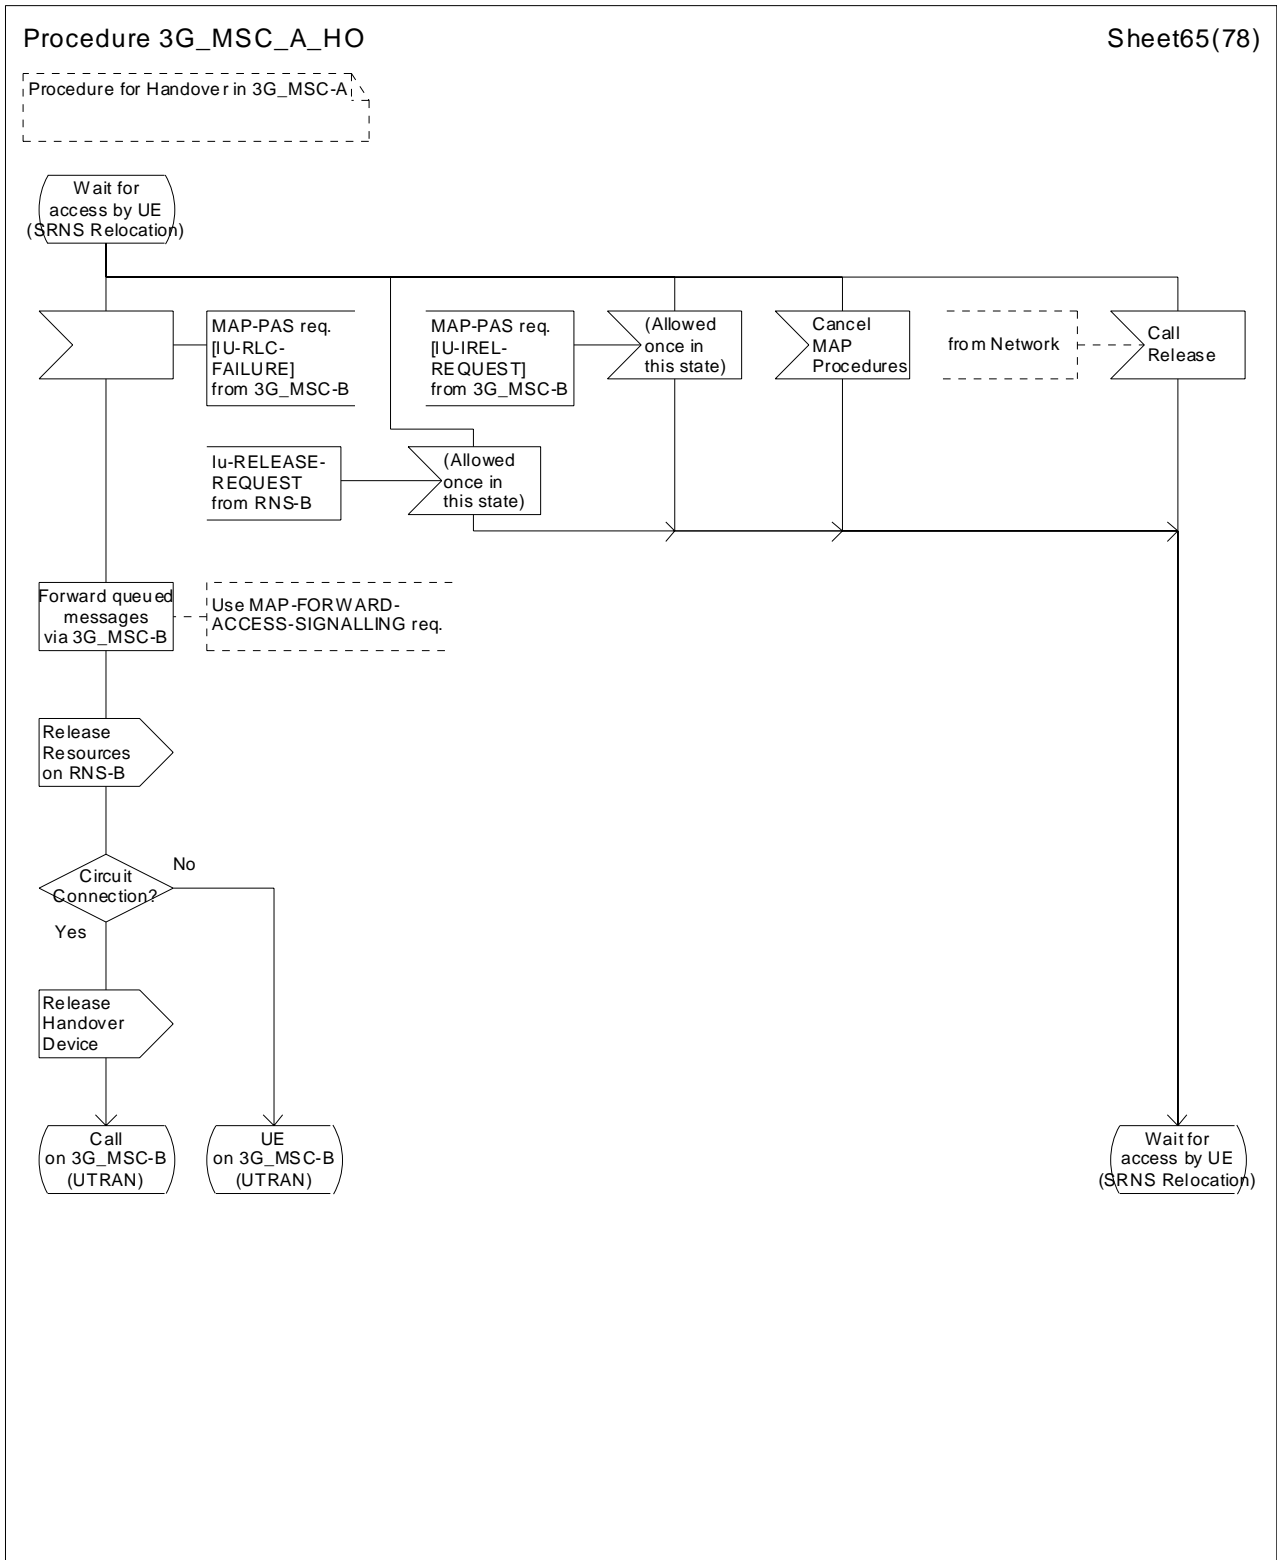 Procedure 3G_MSC_A_HO
Sheet65(78)
Procedure for Handover in 3G_MSC-A
Wait for
access by UE
(SRNS Relocation)
MAP-PAS req.
[IU-RLC-
FAILURE]
from 3G_MSC-B
MAP-PAS req.
[IU-IREL-
REQUEST]
from 3G_MSC-B
(Allowed
once in
this state)
Cancel
MAP
Procedures
from Network
Call
Release
Iu-RELEASE-
REQUEST
from RNS-B
(Allowed
once in
this state)
Forward queued
messages
via 3G_MSC-B
Use MAP-FORWARD-
ACCESS-SIGNALLING req.
Release
Resources
on RNS-B
Circuit
Connection?
No
Yes
Release
Handover
Device
Call
on 3G_MSC-B
(UTRAN)
UE
on 3G_MSC-B
(UTRAN)
Wait for
access by UE
(SRNS Relocation)